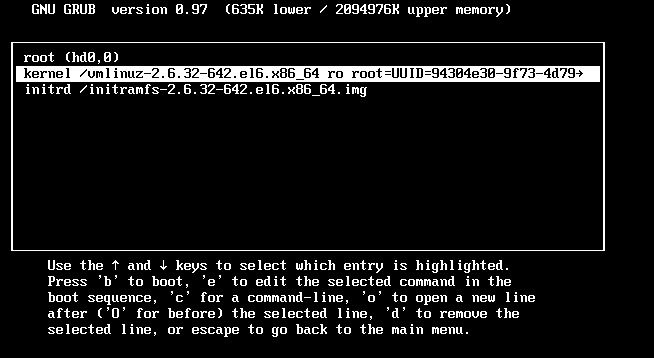 GNU GRUB  version 0.97  (635K lower / 2094976K upper memory)
root (hd0,0)
kernel /vmlinuz-2.6.32-642.el6.x86_64 ro root=UUID=94304e30-9f73-4d79→
initrd /initramfs-2.6.32-642.el6.x86_64.img
Use the ↑ and ↓ keys to select which entry is highlighted.
Press 'b' to boot, 'e' to edit the selected command in the
boot sequence, 'c' for a command-line, 'o' to open a new line
after ('O' for before) the selected line, 'd' to remove the
selected line, or escape to go back to the main menu.